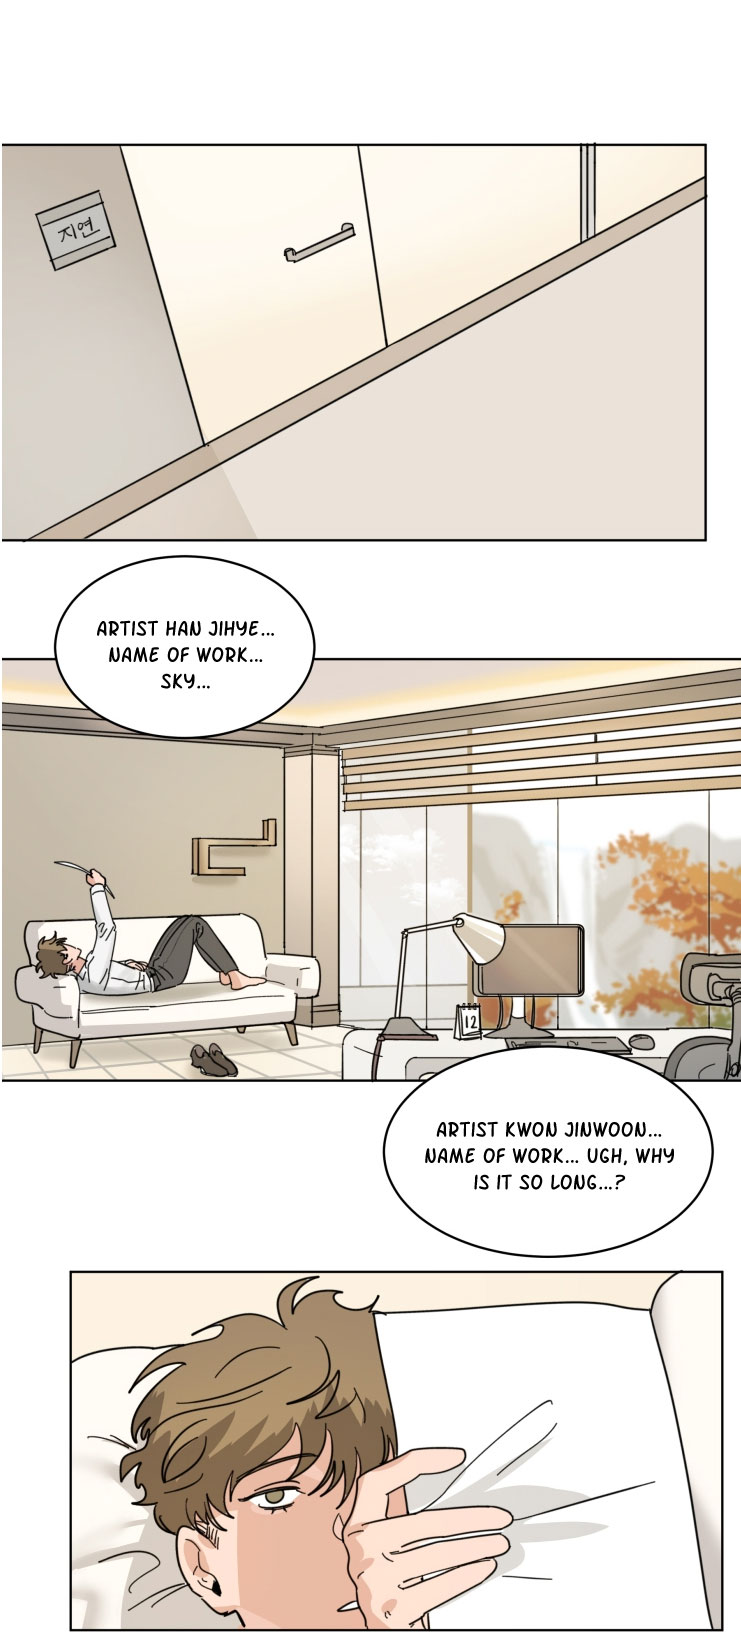 지연
ARTIST HAN JIHYE...
NAME OF WORK...
SKY...
12
ARTIST KWON JINWOON...
NAME OF WORK... UGH, WHY
IS IT SO LONG...?